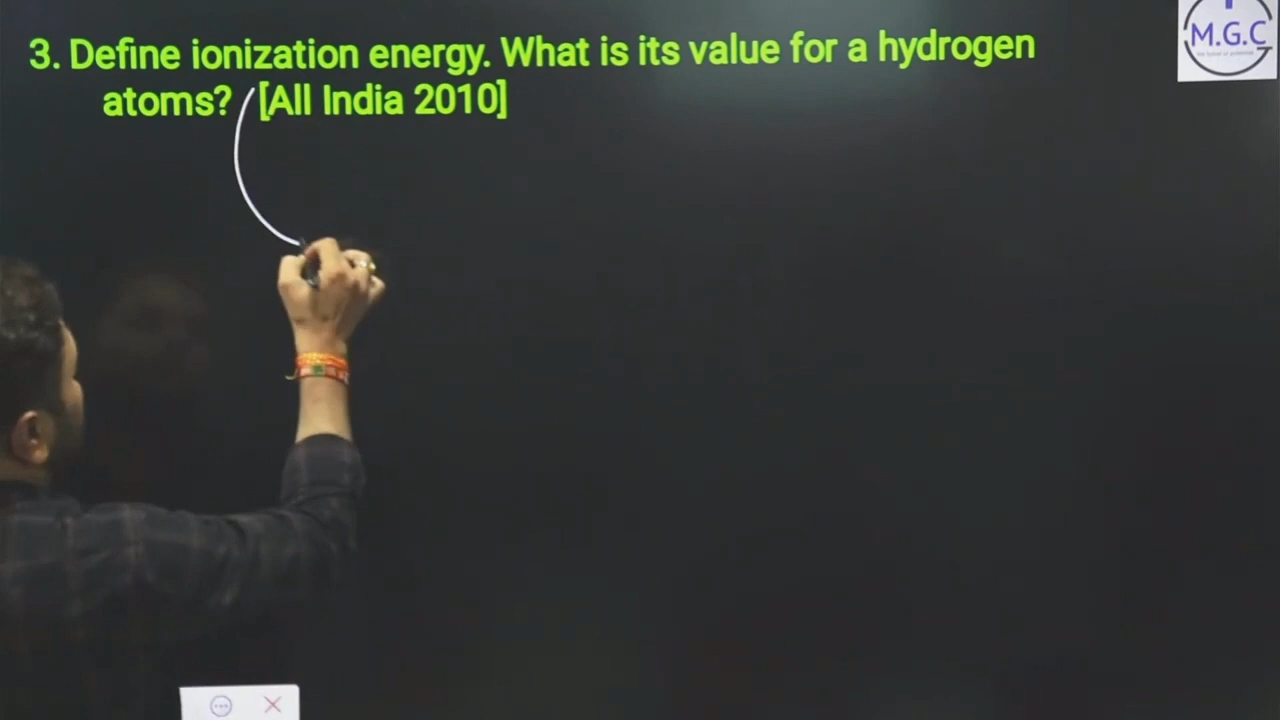 3. Define ionization energy. What is its value for a hydrogen
atoms? [All India 2010]
M.G.C